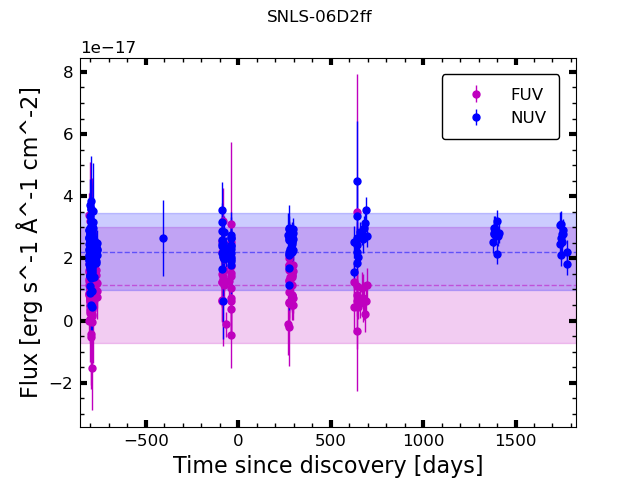 SNLS-06D2ff
1e−17
FUV
NUV
8
6
4
2
0
−2
Flux [erg s^-1 Å^-1 cm^-2]
−500 0 500 1000 1500
Time since discovery [days]